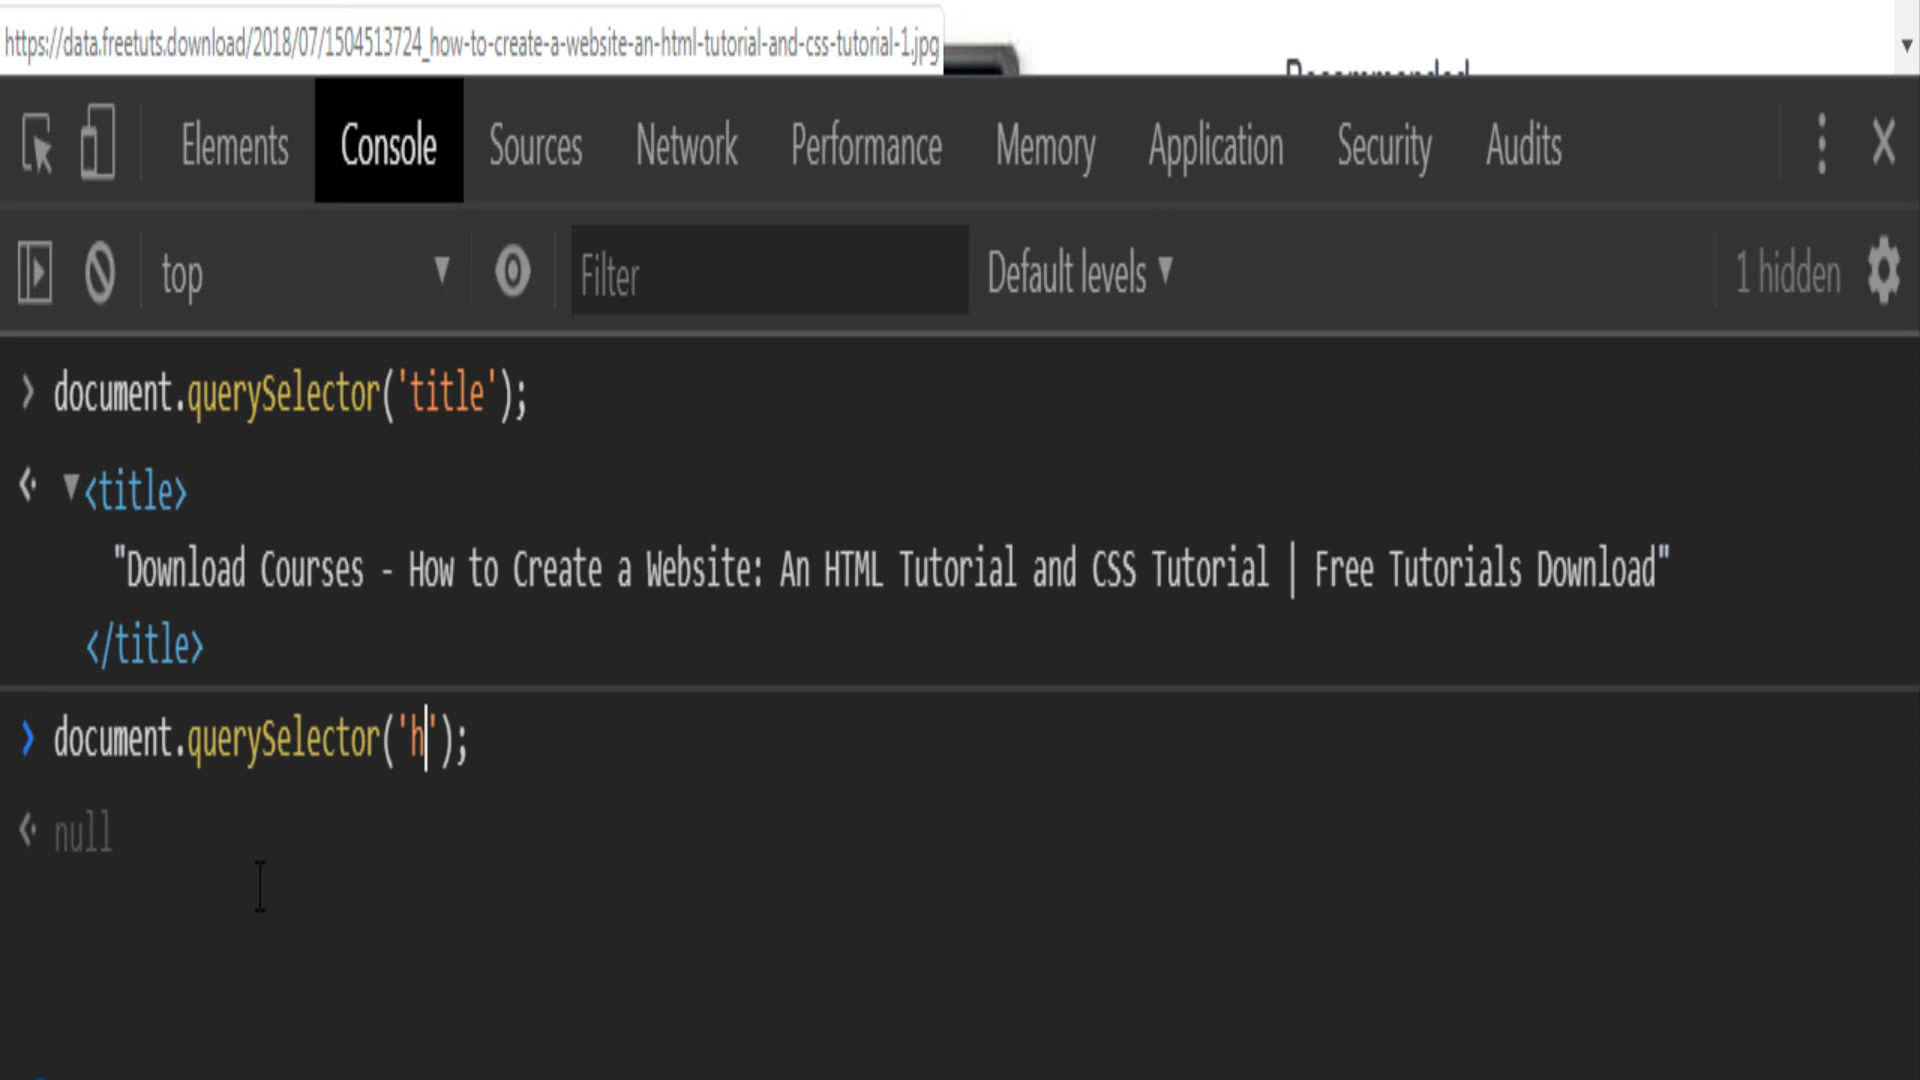 https://data.freetuts.download/2018/07/1504513724_how-to-create-a-website-an-html-tutorial-and-css-tutorial-1.jpg
Recommended
Elements Console Sources Network Performance Memory Application Security Audits
top Filter Default levels 1 hidden
document.querySelector('title');
<title>
"Download Courses - How to Create a Website: An HTML Tutorial and CSS Tutorial | Free Tutorials Download"
</title>
document.querySelector('h');
null